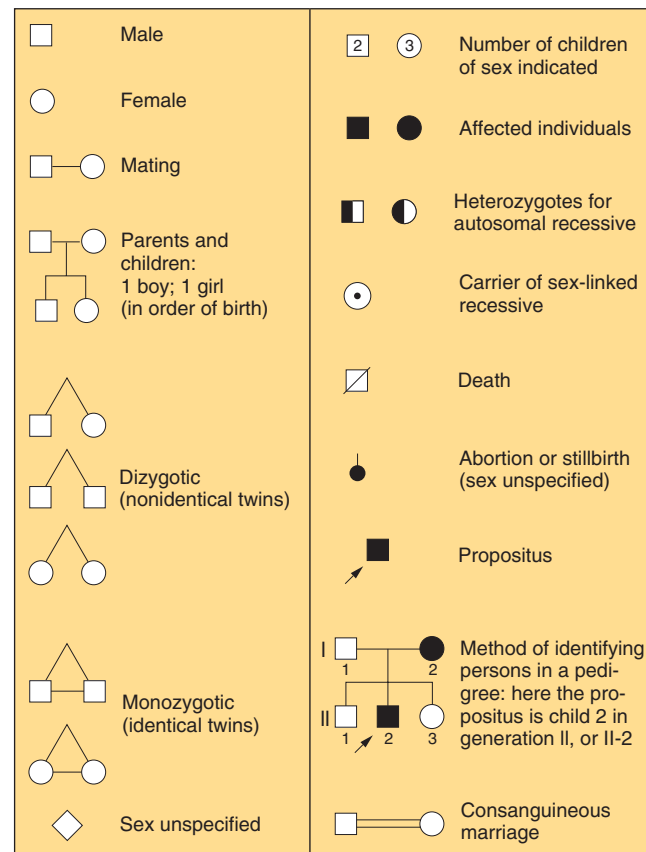 Male
Female
Mating
Parents and
children:
1 boy; 1 girl
(in order of birth)
Dizygotic
(nonidentical twins)
Monozygotic
(identical twins)
Sex unspecified
2 3
Number of children
of sex indicated
Affected individuals
Heterozygotes for
autosomal recessive
Carrier of sex-linked
recessive
Death
Abortion or stillbirth
(sex unspecified)
Propositus
I
1 2
II
1 2 3
Method of identifying
persons in a pedi-
gree: here the pro-
positus is child 2 in
generation II, or II-2
Consanguineous
marriage